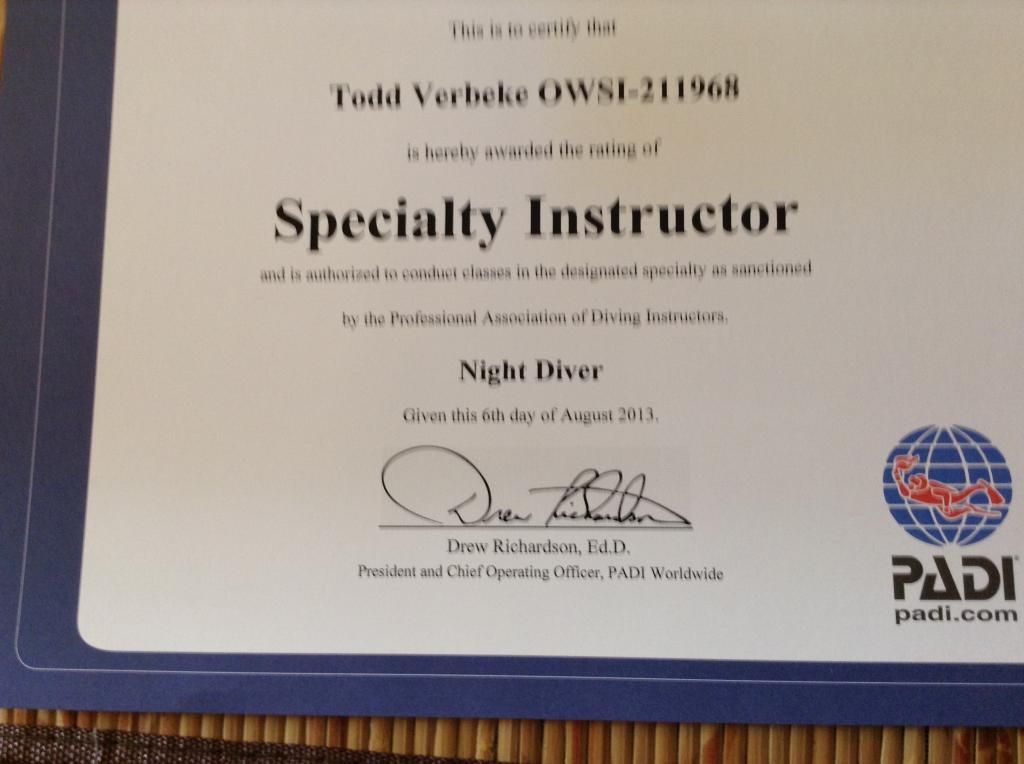 This is to certify that
Todd Verbeke OWSI-211968
is hereby awarded the rating of
Specialty Instructor
and is authorized to conduct classes in the designated specialty as sanctioned
by the Professional Association of Diving Instructors.
Night Diver
Given this 6th day of August 2013.
Drew Richardson
Drew Richardson, Ed.D.
President and Chief Operating Officer, PADI Worldwide
PADI
padi.com